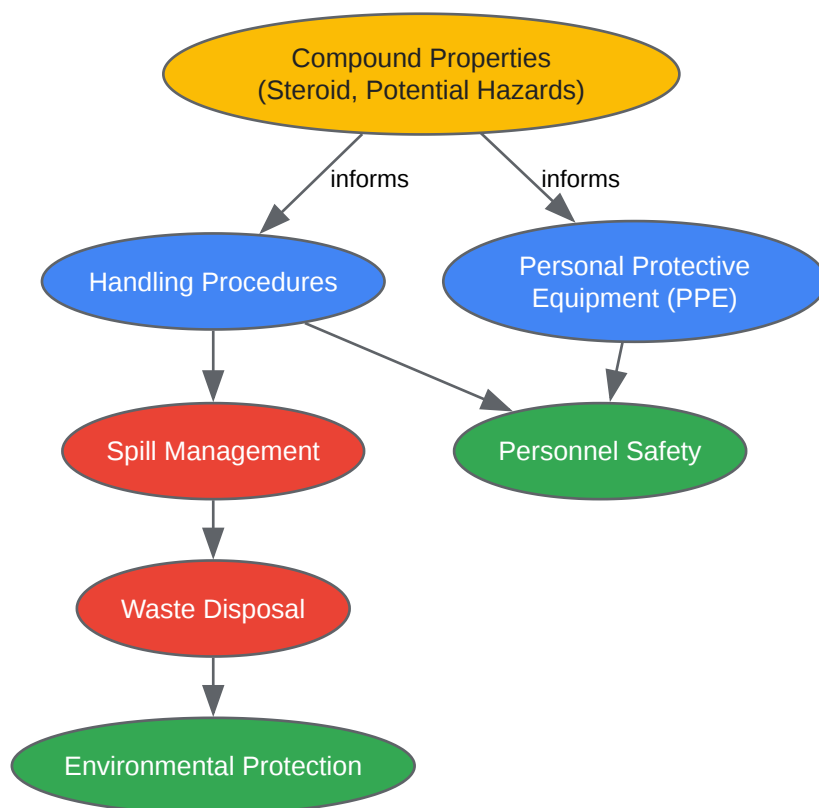 Compound Properties
(Steroid, Potential Hazards)
informs
informs
Handling Procedures
Personal Protective
Equipment (PPE)
Spill Management
Personnel Safety
Waste Disposal
Environmental Protection